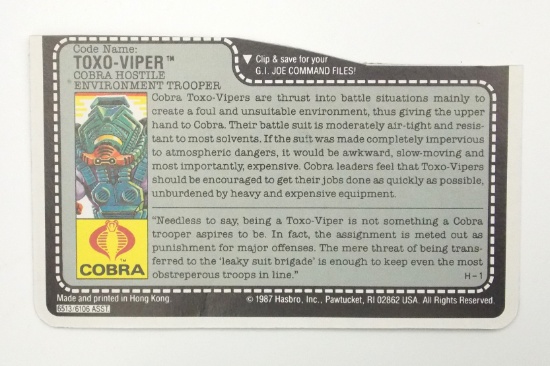 Code Name:
TOXO-VIPER™
COBRA HOSTILE
ENVIRONMENT TROOPER
▼ Clip & save for your
G.I. JOE COMMAND FILES!
Cobra Toxo-Vipers are thrust into battle situations mainly to
create a foul and unsuitable environment, thus giving the upper
hand to Cobra. Their battle suit is moderately air-tight and resis-
tant to most solvents. If the suit was made completely impervious
to atmospheric dangers, it would be awkward, slow-moving and
most importantly, expensive. Cobra leaders feel that Toxo-Vipers
should be encouraged to get their jobs done as quickly as possible,
unburdened by heavy and expensive equipment.
"Needless to say, being a Toxo-Viper is not something a Cobra
trooper aspires to be. In fact, the assignment is meted out as
punishment for major offenses. The mere threat of being trans-
ferred to the 'leaky suit brigade' is enough to keep even the most
obstreperous troops in line."
H-1
™
COBRA
Made and printed in Hong Kong.
© 1987 Hasbro, Inc., Pawtucket, RI 02862 USA. All Rights Reserved.
6513/6106 ASST.